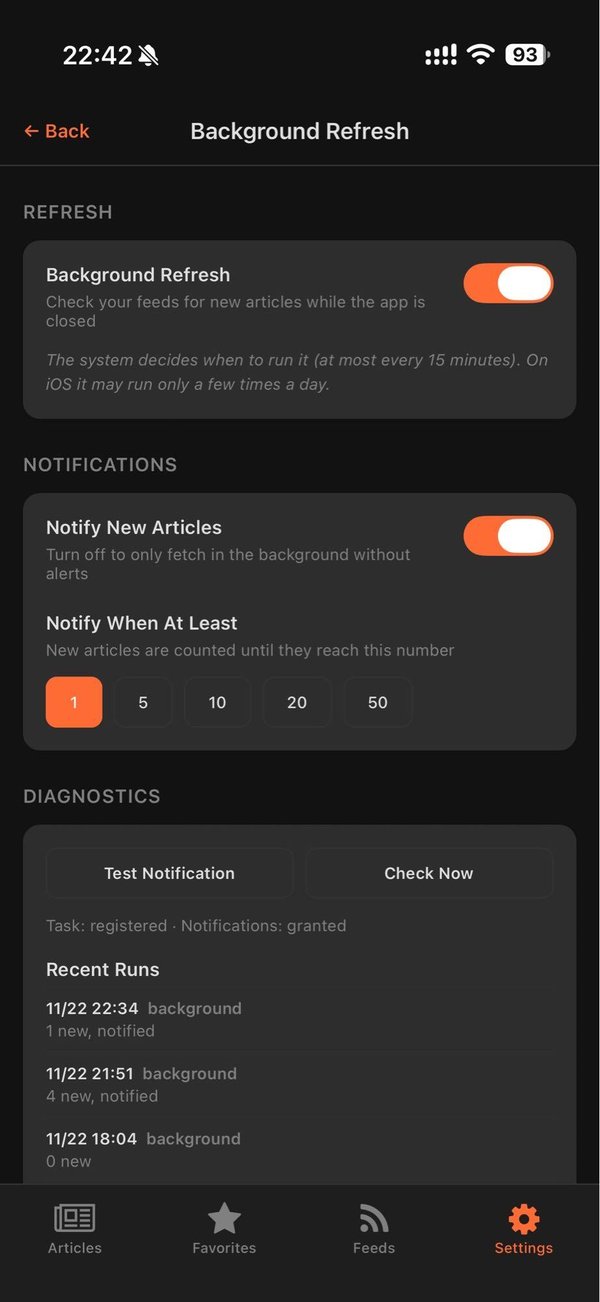 22:42
93
← Back
Background Refresh
REFRESH
Background Refresh
Check your feeds for new articles while the app is
closed
The system decides when to run it (at most every 15 minutes). On
iOS it may run only a few times a day.
NOTIFICATIONS
Notify New Articles
Turn off to only fetch in the background without
alerts
Notify When At Least
New articles are counted until they reach this number
1 5 10 20 50
DIAGNOSTICS
Test Notification Check Now
Task: registered · Notifications: granted
Recent Runs
11/22 22:34 background
1 new, notified
11/22 21:51 background
4 new, notified
11/22 18:04 background
0 new
Articles Favorites Feeds Settings